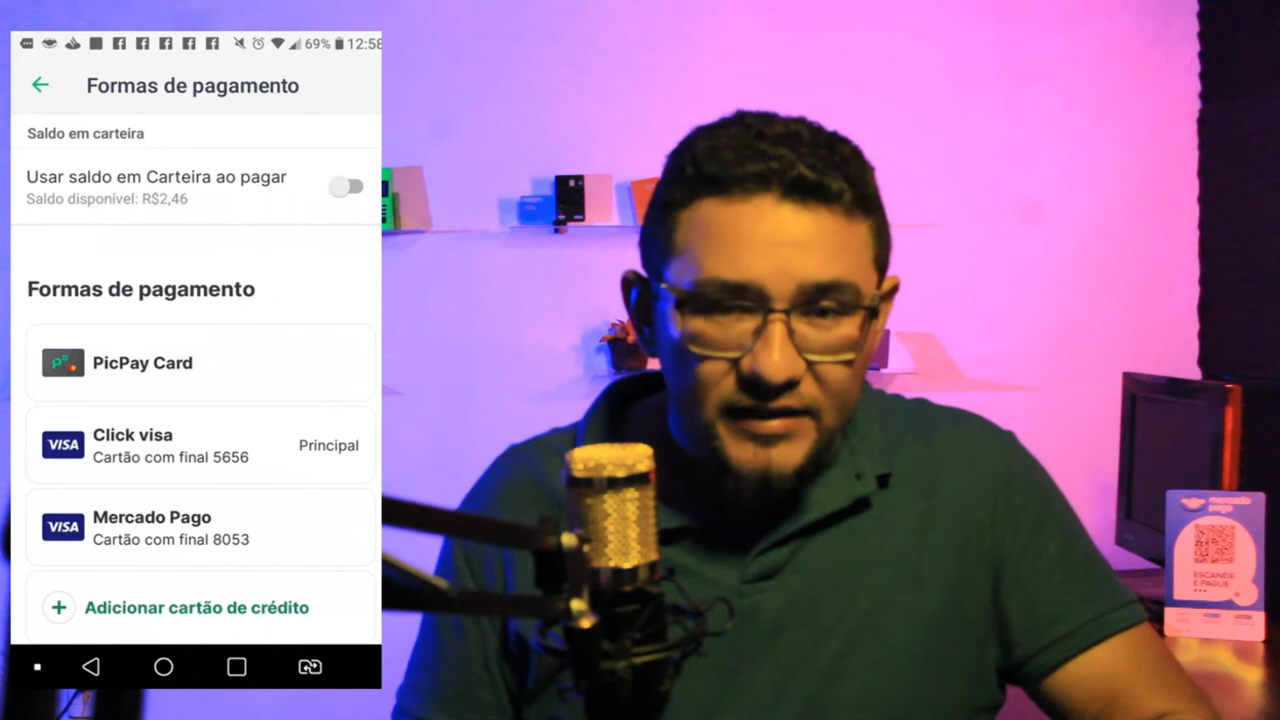 69% 12:58
Formas de pagamento
Saldo em carteira
Usar saldo em Carteira ao pagar
Saldo disponível: R$2,46
Formas de pagamento
PicPay Card
VISA
Click visa
Cartão com final 5656
Principal
VISA
Mercado Pago
Cartão com final 8053
Adicionar cartão de crédito
mercado
pago
ESCANEIE
E PAGUE